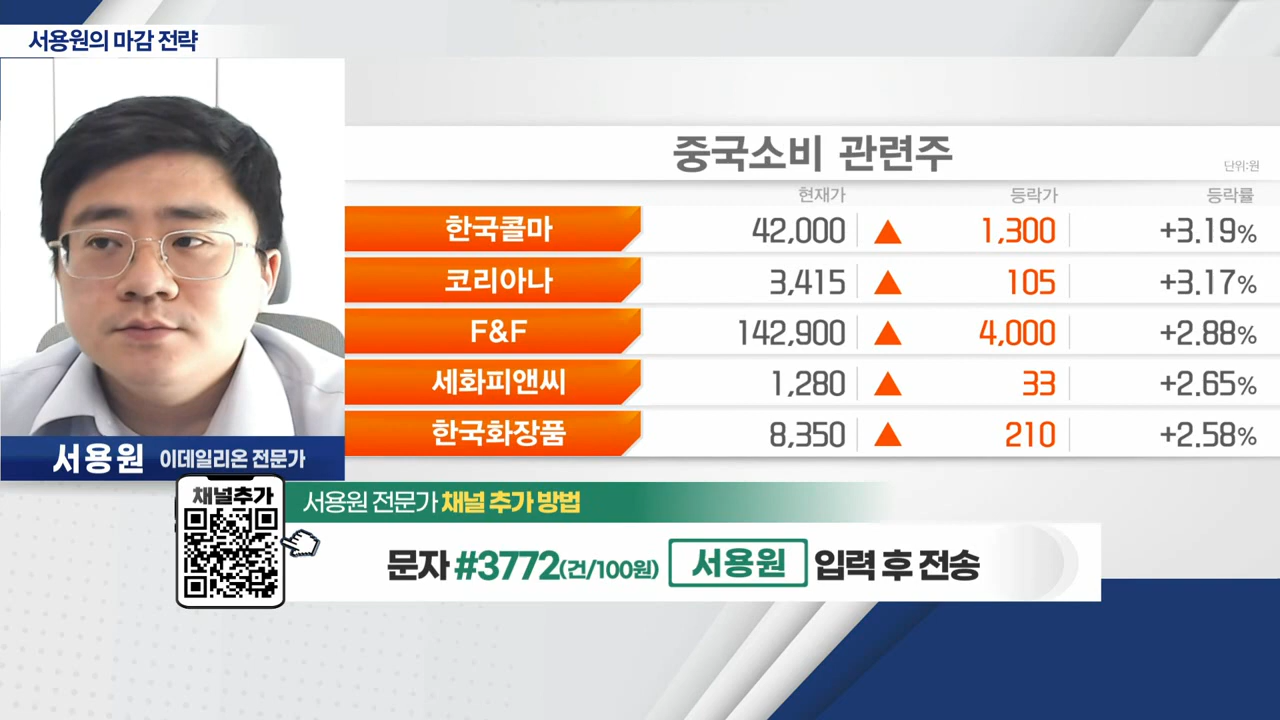 서용원의 마감 전략
중국소비 관련주
단위:원
현재가 등락가 등락률
한국콜마 42,000 ▲ 1,300 +3.19%
코리아나 3,415 ▲ 105 +3.17%
F&F 142,900 ▲ 4,000 +2.88%
세화피앤씨 1,280 ▲ 33 +2.65%
한국화장품 8,350 ▲ 210 +2.58%
서용원 이데일리온 전문가
채널추가
서용원 전문가 채널 추가 방법
문자 #3772(건/100원) 서용원 입력 후 전송